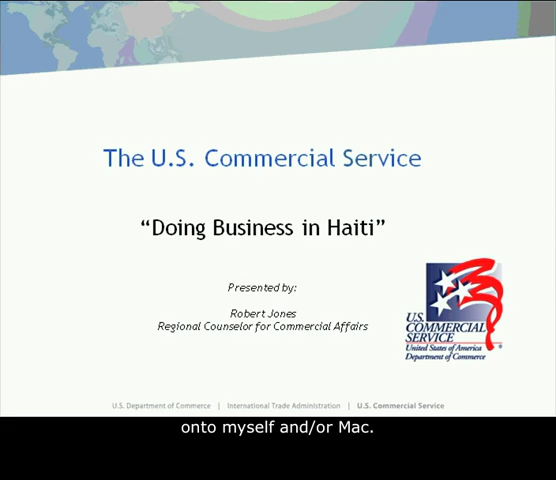 The U.S. Commercial Service
“Doing Business in Haiti”
Presented by:
Robert Jones
Regional Counselor for Commercial Affairs
U.S.
COMMERCIAL
SERVICE
United States of America
Department of Commerce
U.S. Department of Commerce | International Trade Administration | U.S. Commercial Service
onto myself and/or Mac.